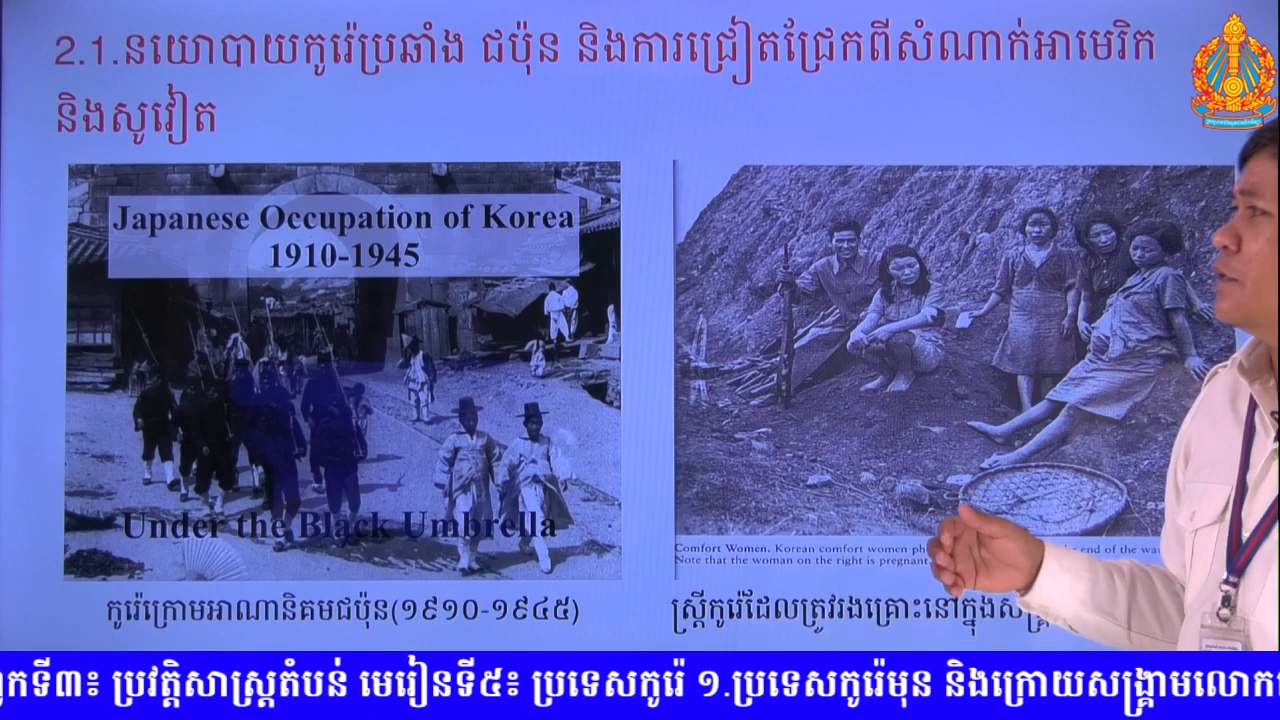 2.1.នយោបាយកូរ៉េប្រឆាំង ជប៉ុន និងការជ្រៀតជ្រែកពីសំណាក់អាមេរិក
និងសូវៀត
Japanese Occupation of Korea
1910-1945
Under the Black Umbrella
Comfort Women. Korean comfort women end of the
Note that the woman on the right is pregnant
កូរ៉េក្រោមអាណានិគមជប៉ុន(១៩១០-១៩៤៥)
ស្ត្រីកូរ៉េដែលត្រូវរងគ្រោះនៅក្នុង
ទី៣៖ ប្រវត្តិសាស្ត្រតំបន់ មេរៀនទី៥៖ ប្រទេសកូរ៉េ ១.ប្រទេសកូរ៉េមុន និងក្រោយសង្គ្រាមលោក